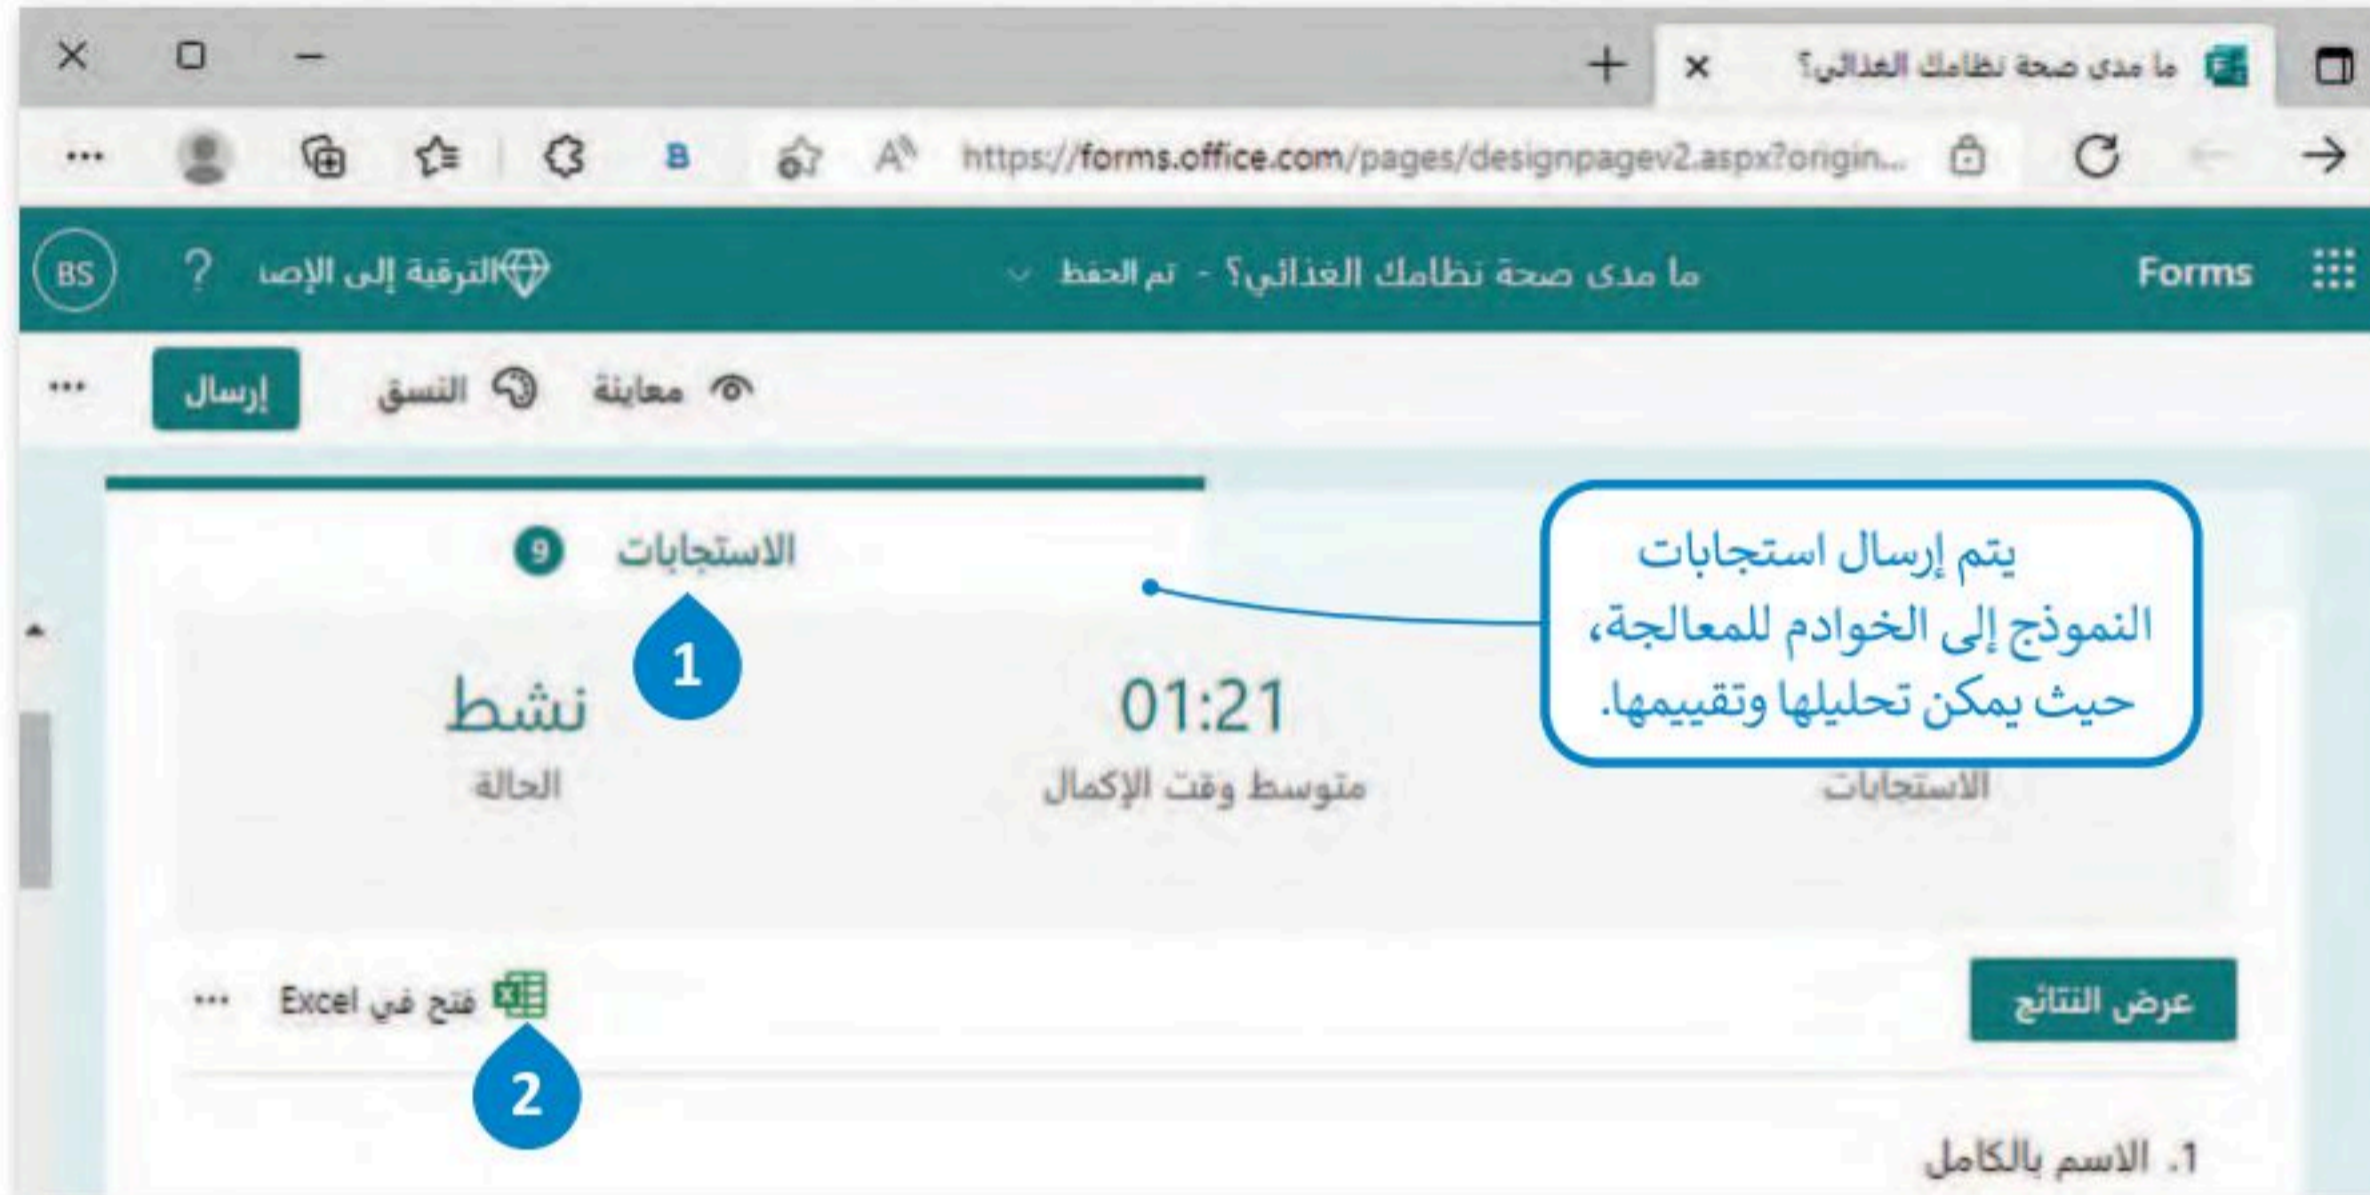 ما مدى صحة نظامك الغذائي؟
https://forms.office.com/pages/designpagev2.aspx?origin...
B
Forms
ما مدى صحة نظامك الغذائي؟ - تم الحفظ
الترقية إلى الإصد
?
BS
معاينة
النسق
إرسال
...
الاستجابات 9
يتم إرسال استجابات
النموذج إلى الخوادم للمعالجة،
حيث يمكن تحليلها وتقييمها.
1
الاستجابات
01:21
متوسط وقت الإكمال
نشط
الحالة
عرض النتائج
فتح في Excel
...
2
1. الاسم بالكامل